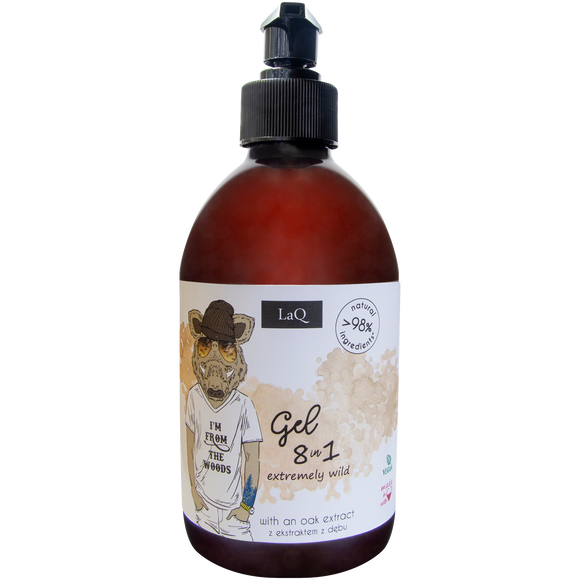 LaQ
natural
>98%
ingredients*
I'M
FROM
THE
WOODS
Gel
8 in 1
extremely wild
VEGAN
with an oak extract
z ekstraktem z dębu